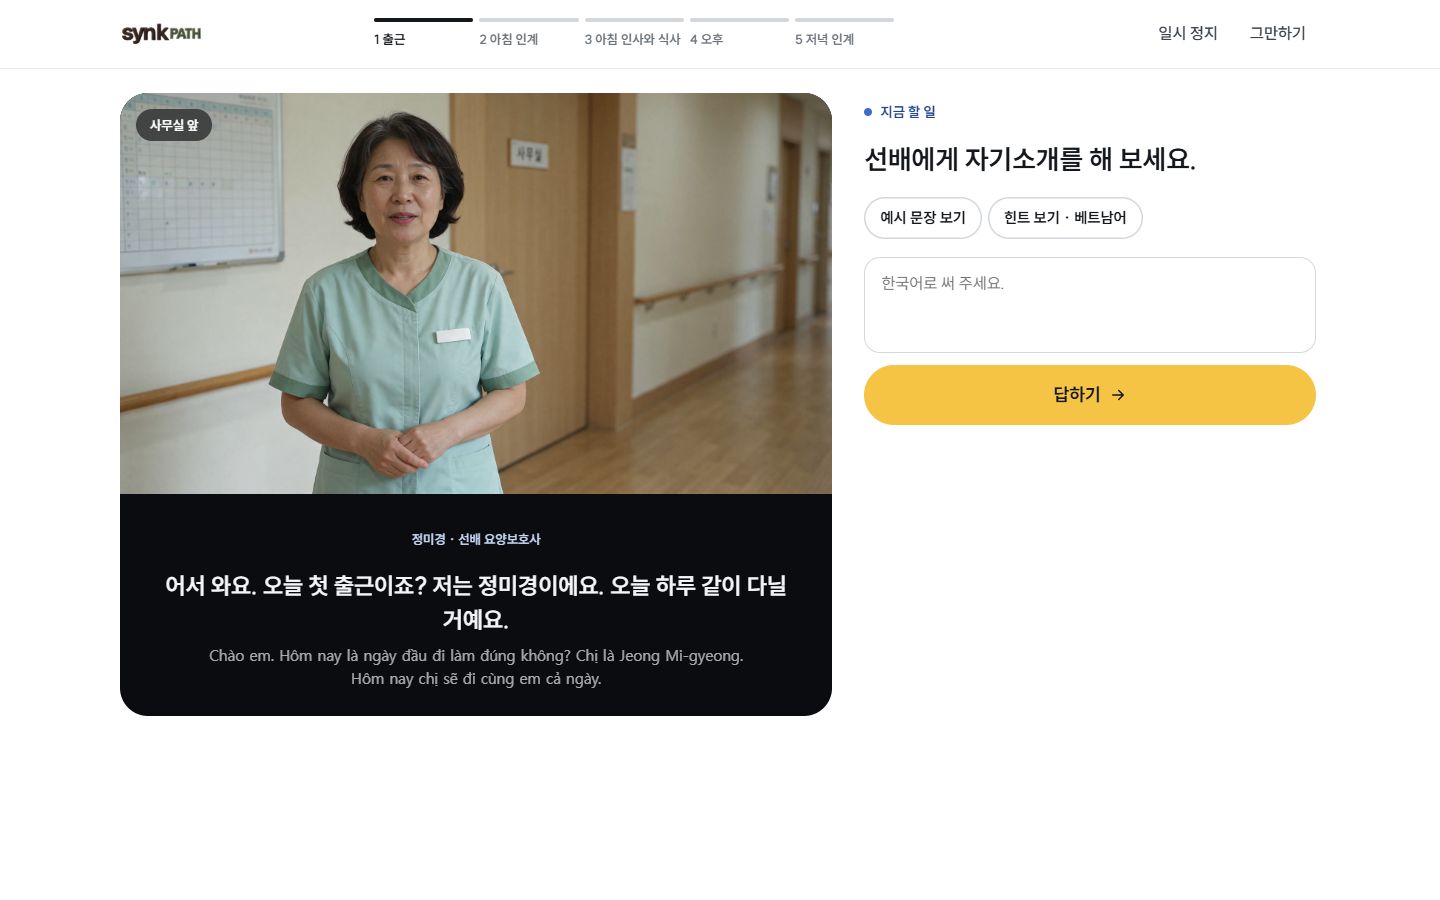 synkPATH
1 출근
2 아침 인계
3 아침 인사와 식사
4 오후
5 저녁 인계
일시 정지
그만하기
사무실 앞
사무실
정미경 · 선배 요양보호사
어서 와요. 오늘 첫 출근이죠? 저는 정미경이에요. 오늘 하루 같이 다닐
거예요.
Chào em. Hôm nay là ngày đầu đi làm đúng không? Chị là Jeong Mi-gyeong.
Hôm nay chị sẽ đi cùng em cả ngày.
지금 할 일
선배에게 자기소개를 해 보세요.
예시 문장 보기
힌트 보기 · 베트남어
한국어로 써 주세요.
답하기 →